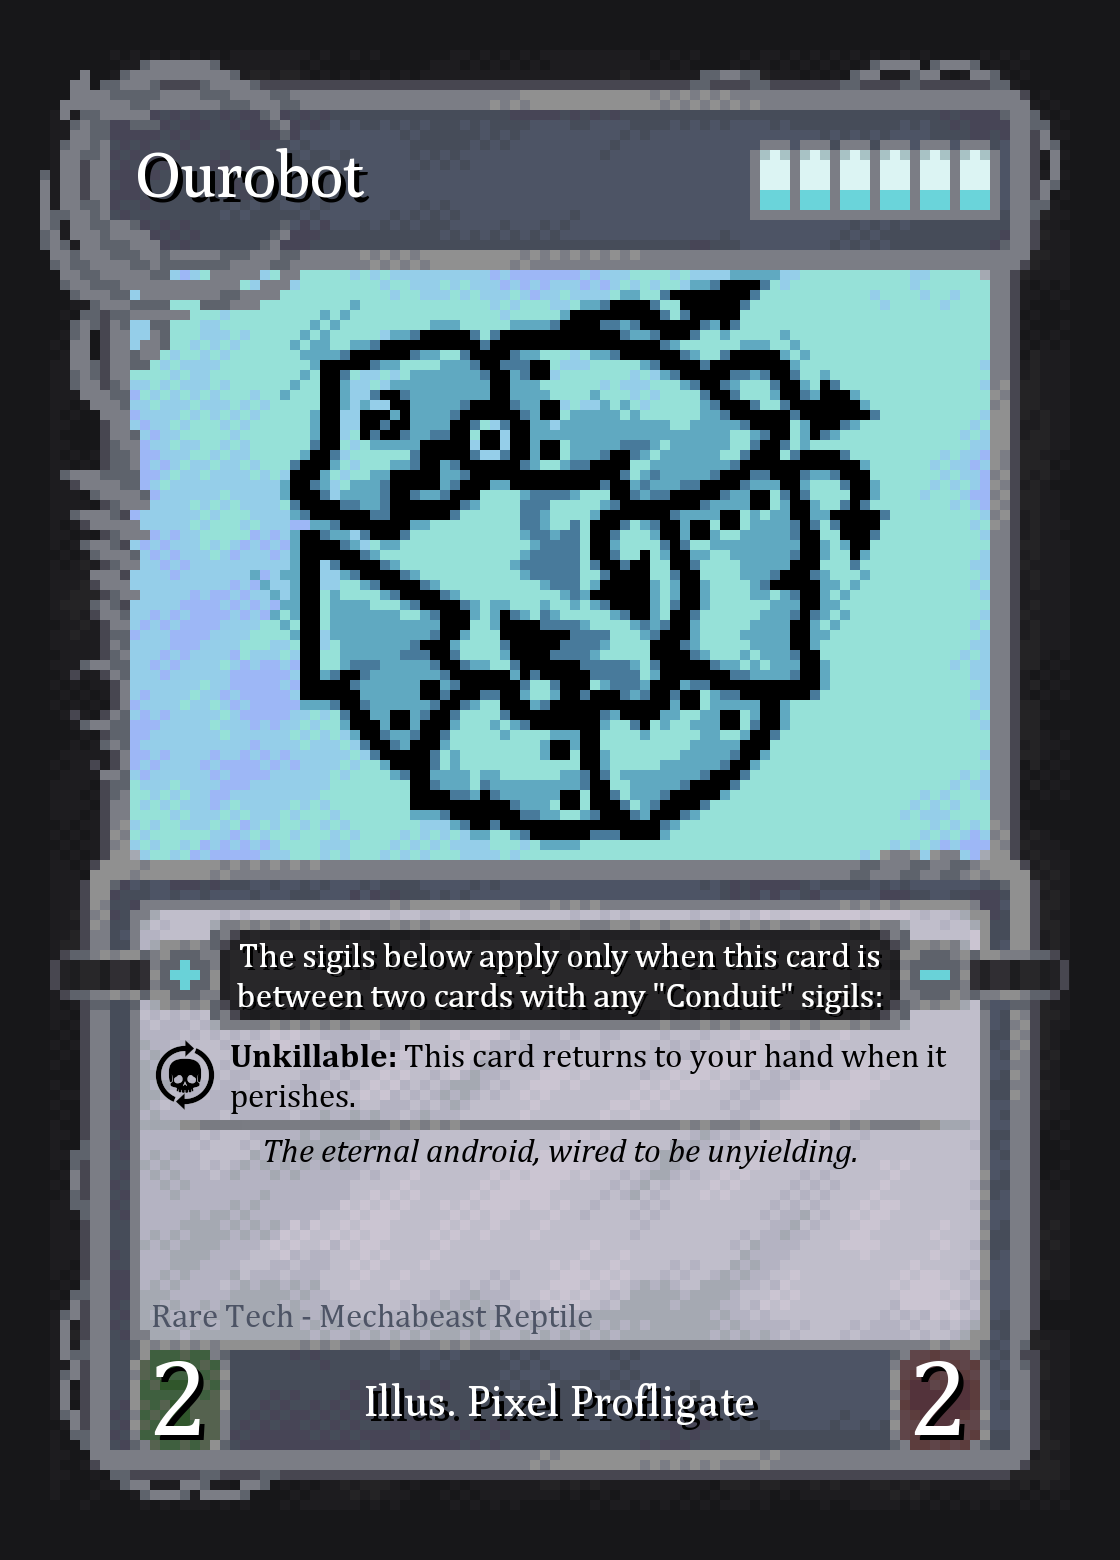 Ourobot
The sigils below apply only when this card is
between two cards with any "Conduit" sigils:
Unkillable: This card returns to your hand when it
perishes.
The eternal android, wired to be unyielding.
Rare Tech - Mechabeast Reptile
2
Illus. Pixel Profligate
2